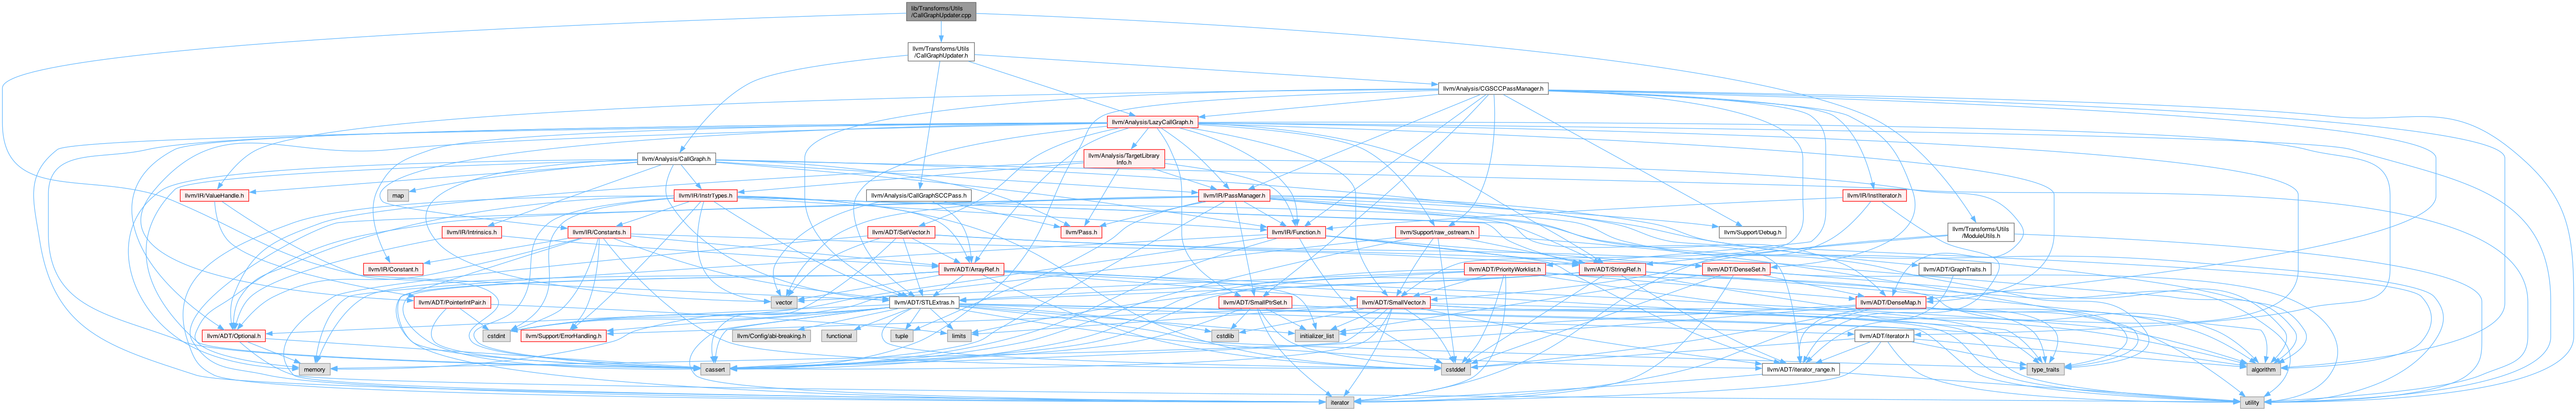 lib/Transforms/Utils
/CallGraphUpdater.cpp
llvm/Transforms/Utils
/CallGraphUpdater.h
llvm/Analysis/CGSCCPassManager.h
llvm/Analysis/LazyCallGraph.h
llvm/Analysis/CallGraph.h
llvm/Analysis/TargetLibrary
Info.h
llvm/IR/ValueHandle.h
map
llvm/IR/InstrTypes.h
llvm/Analysis/CallGraphSCCPass.h
llvm/IR/PassManager.h
llvm/IR/InstIterator.h
llvm/IR/Intrinsics.h
llvm/IR/Constants.h
llvm/ADT/SetVector.h
llvm/Pass.h
llvm/IR/Function.h
llvm/Support/raw_ostream.h
llvm/Support/Debug.h
llvm/Transforms/Utils
/ModuleUtils.h
llvm/IR/Constant.h
llvm/ADT/ArrayRef.h
llvm/ADT/PriorityWorklist.h
llvm/ADT/StringRef.h
llvm/ADT/DenseSet.h
llvm/ADT/GraphTraits.h
llvm/ADT/PointerIntPair.h
vector
llvm/ADT/STLExtras.h
llvm/ADT/SmallPtrSet.h
llvm/ADT/SmallVector.h
llvm/ADT/DenseMap.h
llvm/ADT/Optional.h
cstdint
llvm/Support/ErrorHandling.h
llvm/Config/abi-breaking.h
functional
tuple
limits
cstdlib
initializer_list
llvm/ADT/iterator.h
memory
cassert
cstddef
llvm/ADT/iterator_range.h
type_traits
algorithm
iterator
utility